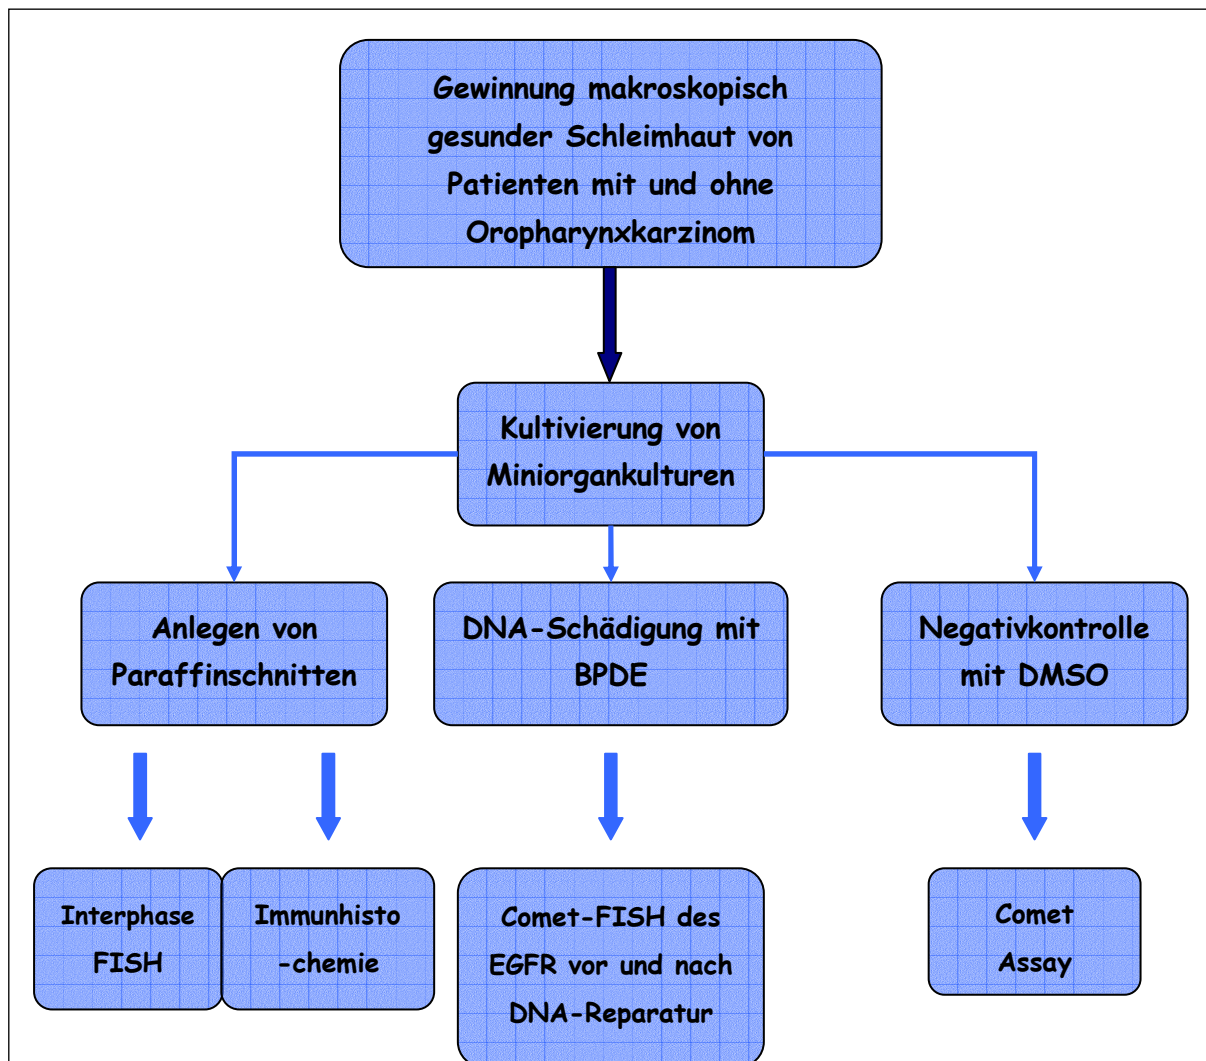 Gewinnung makroskopisch
gesunder Schleimhaut von
Patienten mit und ohne
Oropharynxkarzinom
Kultivierung von
Miniorgankulturen
Anlegen von
Paraffinschnitten
DNA-Schädigung mit
BPDE
Negativkontrolle
mit DMSO
Interphase
FISH
Immunhisto
-chemie
Comet-FISH des
EGFR vor und nach
DNA-Reparatur
Comet
Assay